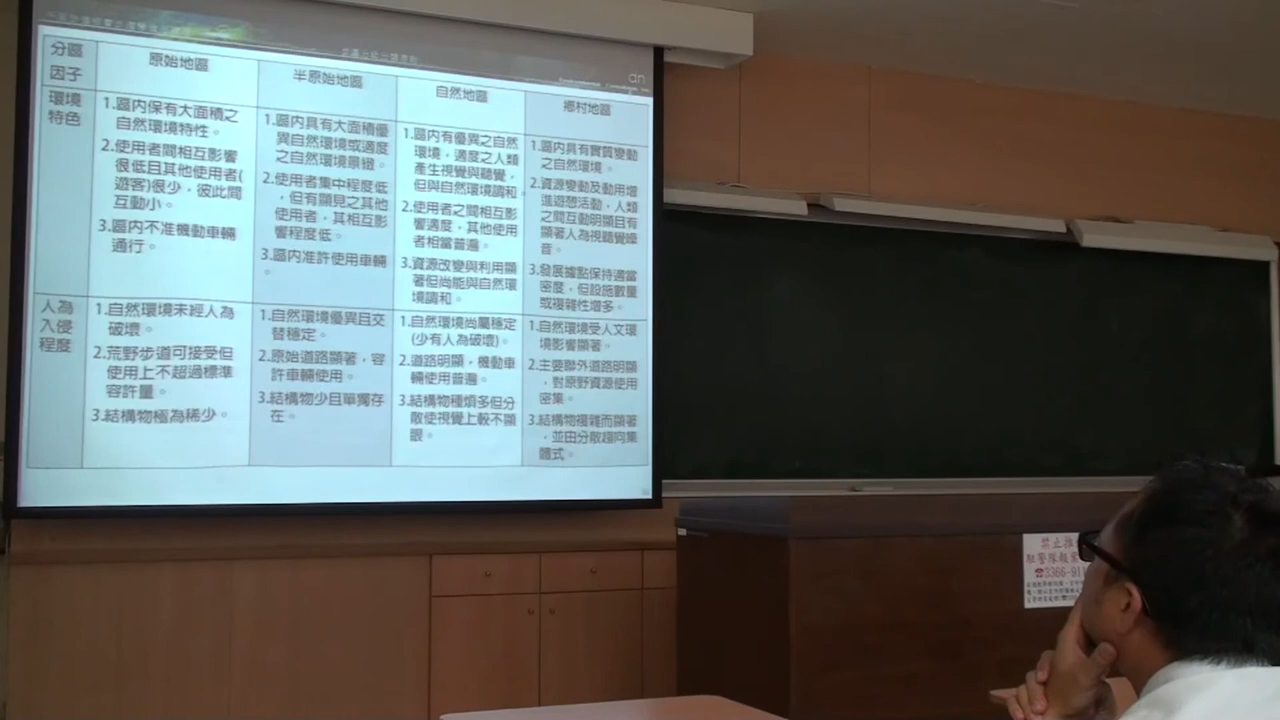 分區
因子
原始地區
半原始地區
自然地區
鄉村地區
環境
特色
1.區內保有大面積之
自然環境特性。
2.使用者間相互影響
很低且其他使用者(
遊客)很少，彼此間
互動小。
3.區內不准機動車輛
通行。
1.區內具有大面積優
異自然環境或適度
之自然環境景緻。
2.使用者集中程度低
，但有顯見之其他
使用者，其相互影
響程度低。
3.區內准許使用車輛
。
1.區內有優異之自然
環境，適度之人類
產生視覺與聽覺，
但與自然環境調和。
2.使用者之間相互影
響適度，其他使用
者相當普遍。
3.資源改變與利用顯
著但尚能與自然環
境調和。
1.區內具有實質變動
之自然環境。
2.資源變動及動用增
進遊憩活動，人類
之間互動明顯且有
顯著人為視聽覺噪
音。
3.發展據點保持適當
密度，但設施數量
或複雜性增多。
人為
入侵
程度
1.自然環境未經人為
破壞。
2.荒野步道可接受但
使用上不超過標準
容許量。
3.結構物極為稀少。
1.自然環境優異且交
替穩定。
2.原始道路顯著，容
許車輛使用。
3.結構物少且單獨存
在。
1.自然環境尚屬穩定
(少有人為破壞)。
2.道路明顯，機動車
輛使用普遍。
3.結構物種煩多但分
散使視覺上較不顯
眼。
1.自然環境受人文環
境影響顯著。
2.主要聯外道路明顯
，對原野資源使用
密集。
3.結構物複雜而顯著
，並由分散趨向集
體式。
dn
禁止推
駐警隊報案
☎3366-911